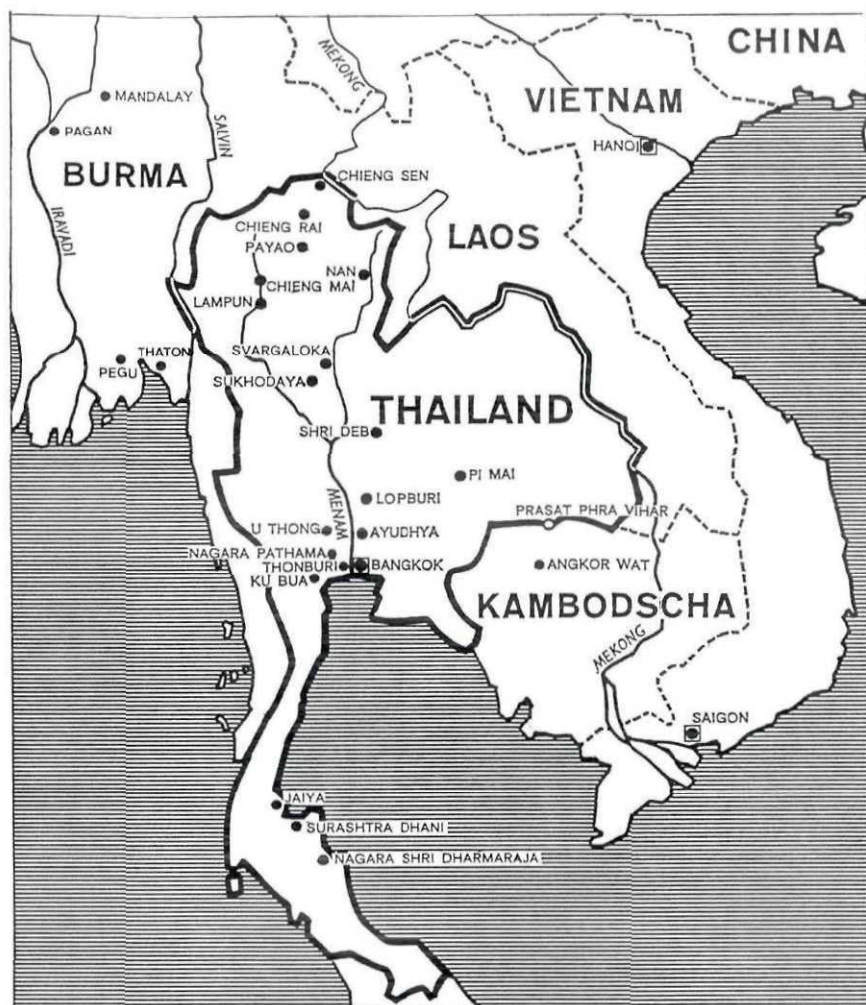 CHINA
MEKONG
VIETNAM
MANDALAY
SALVIN
PAGAN
HANOI
BURMA
CHIENG SEN
IRAVADI
CHIENG RAI
LAOS
PAYAO
NAN
CHIENG MAI
LAMPUN
SVARGALOKA
THATON
PEGU
SUKHODAYA
THAILAND
SHRI DEB
PI MAI
MENAM
LOPBURI
PRASAT PHRA VIHAR
U THONG
AYUDHYA
NAGARA PATHAMA
THONBURI
BANGKOK
ANGKOR WAT
KU BUA
KAMBODSCHA
MEKONG
SAIGON
JAIYA
SURASHTRA DHANI
NAGARA SHRI DHARMARAJA